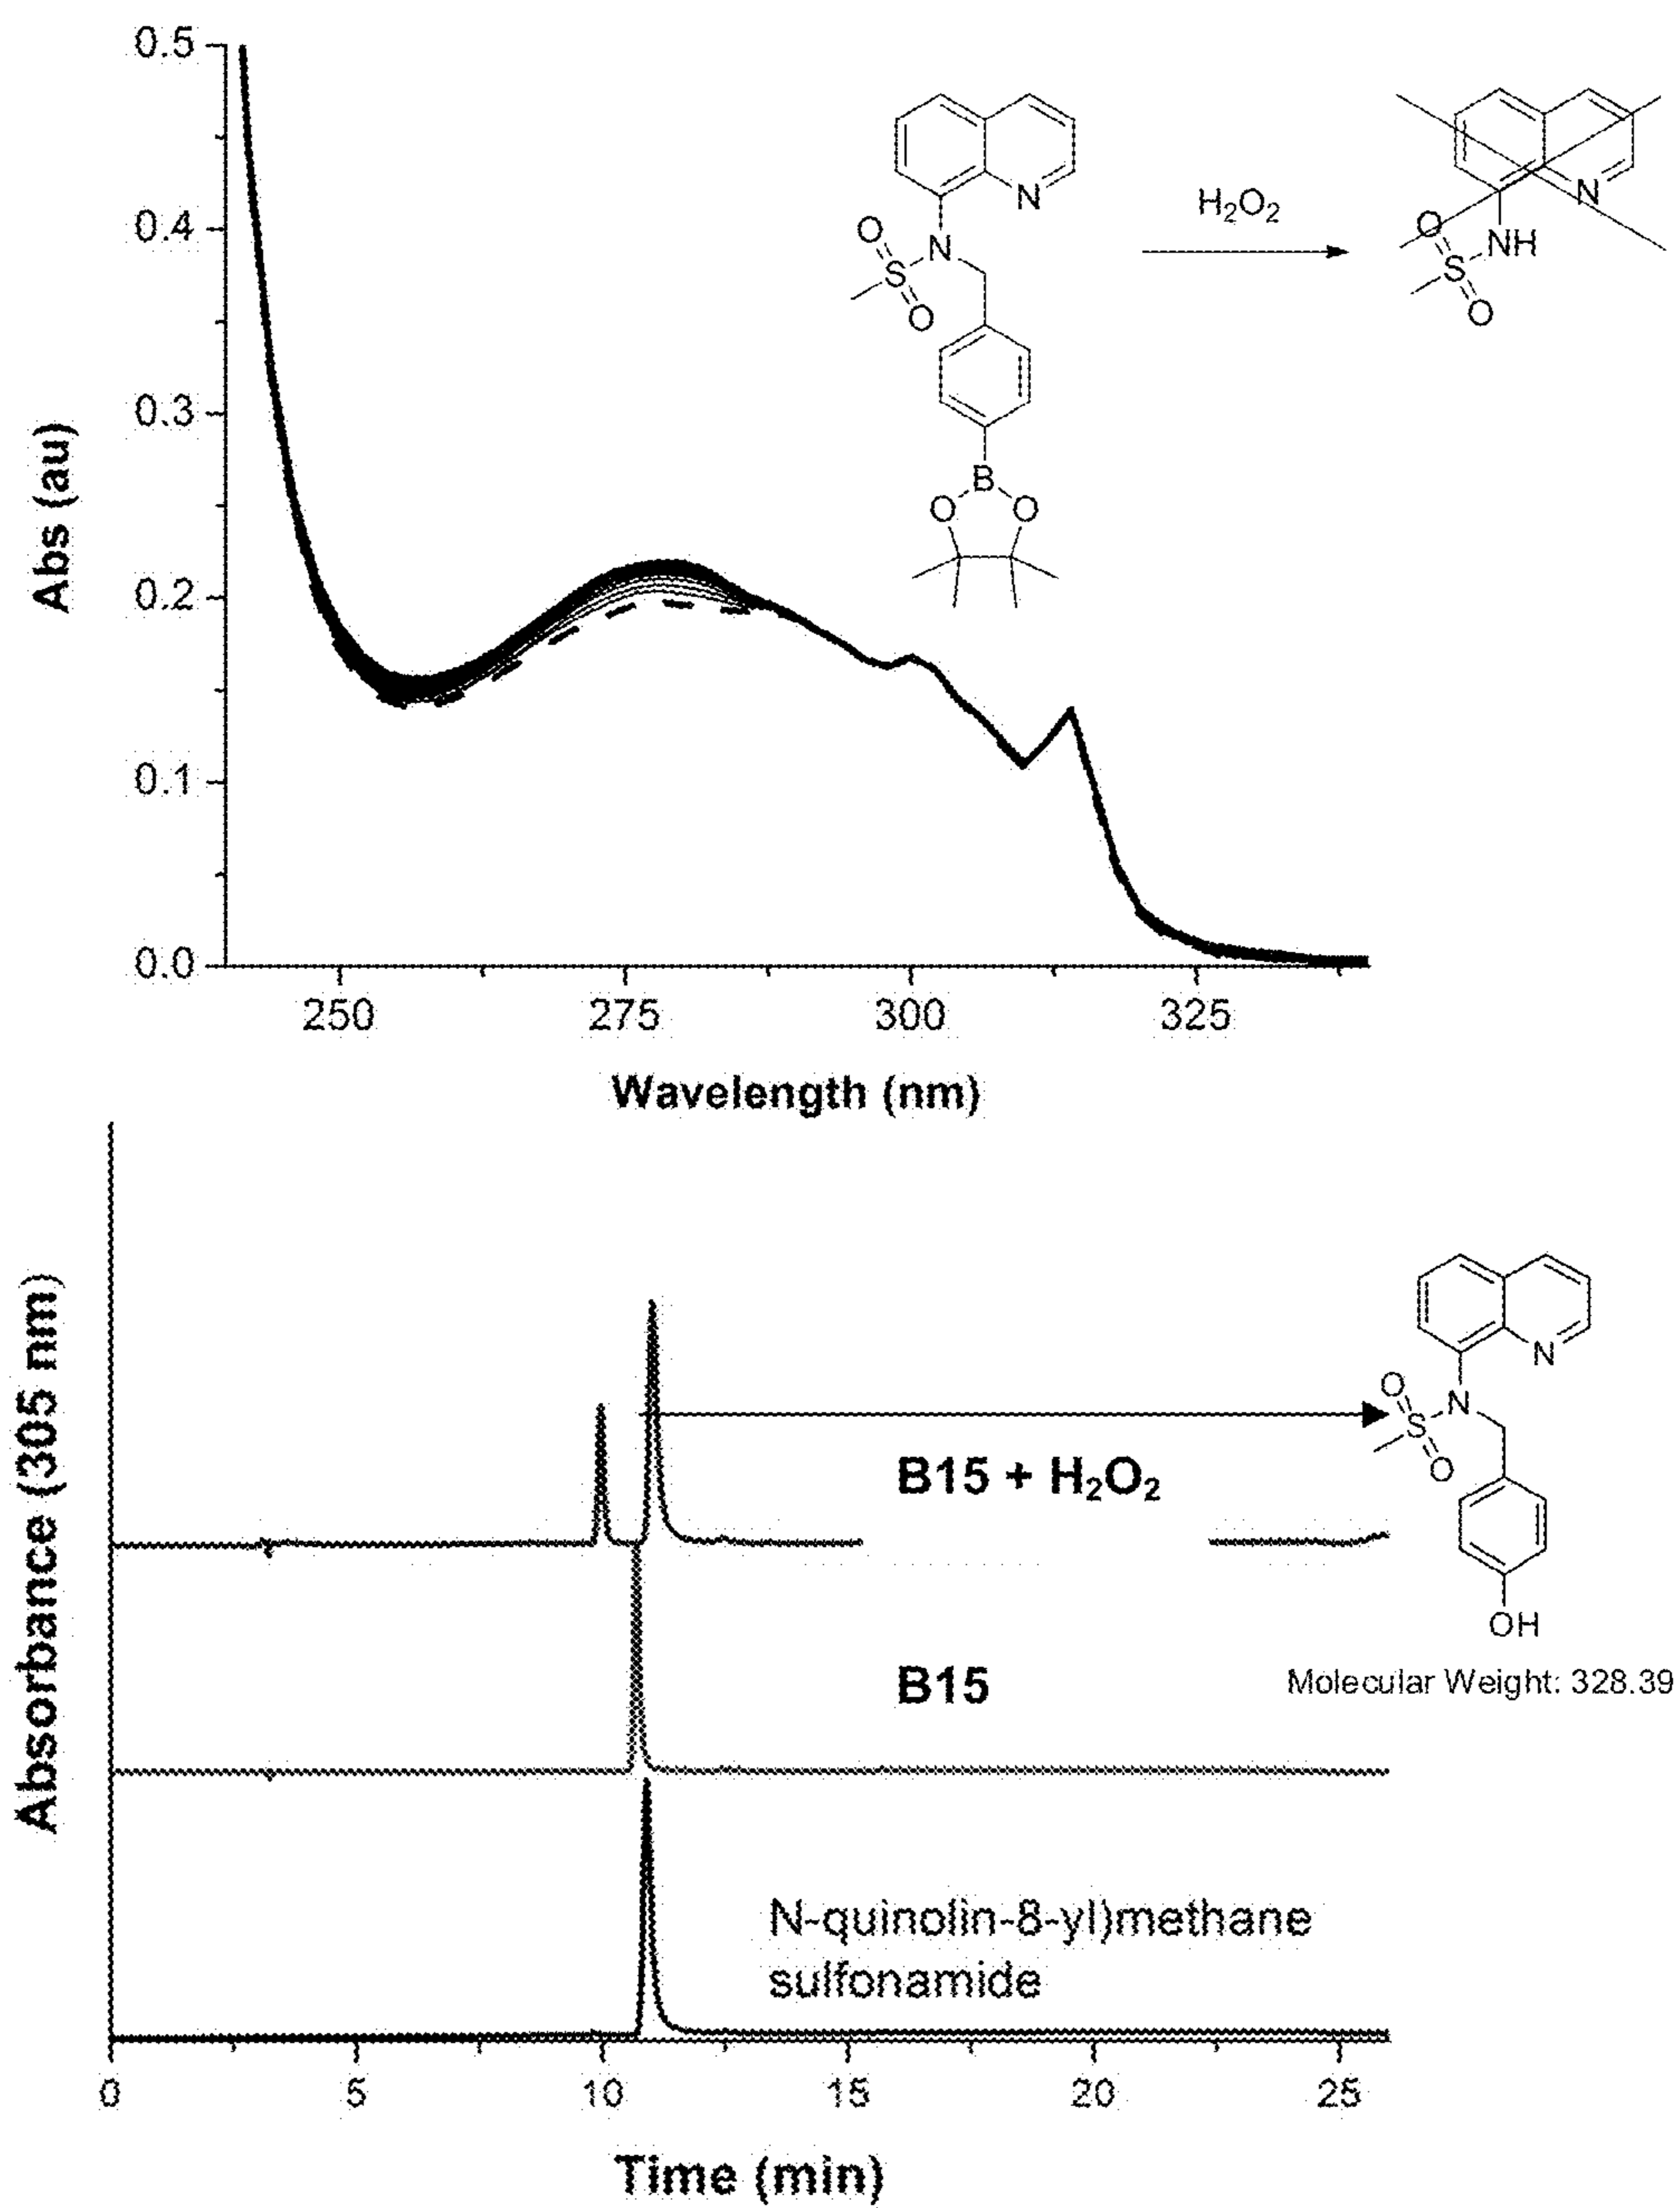 0.5
0.4
0.3
0.2
0.1
0.0
Abs (au)
250 275 300 325
Wavelength (nm)
N
O
N
S
O
B
O O
H₂O₂
N
O
NH
S
O
Absorbance (305 nm)
B15 + H₂O₂
B15
N-quinolin-8-yl)methane
sulfonamide
N
O
N
S
O
OH
Molecular Weight: 328.39
0 5 10 15 20 25
Time (min)